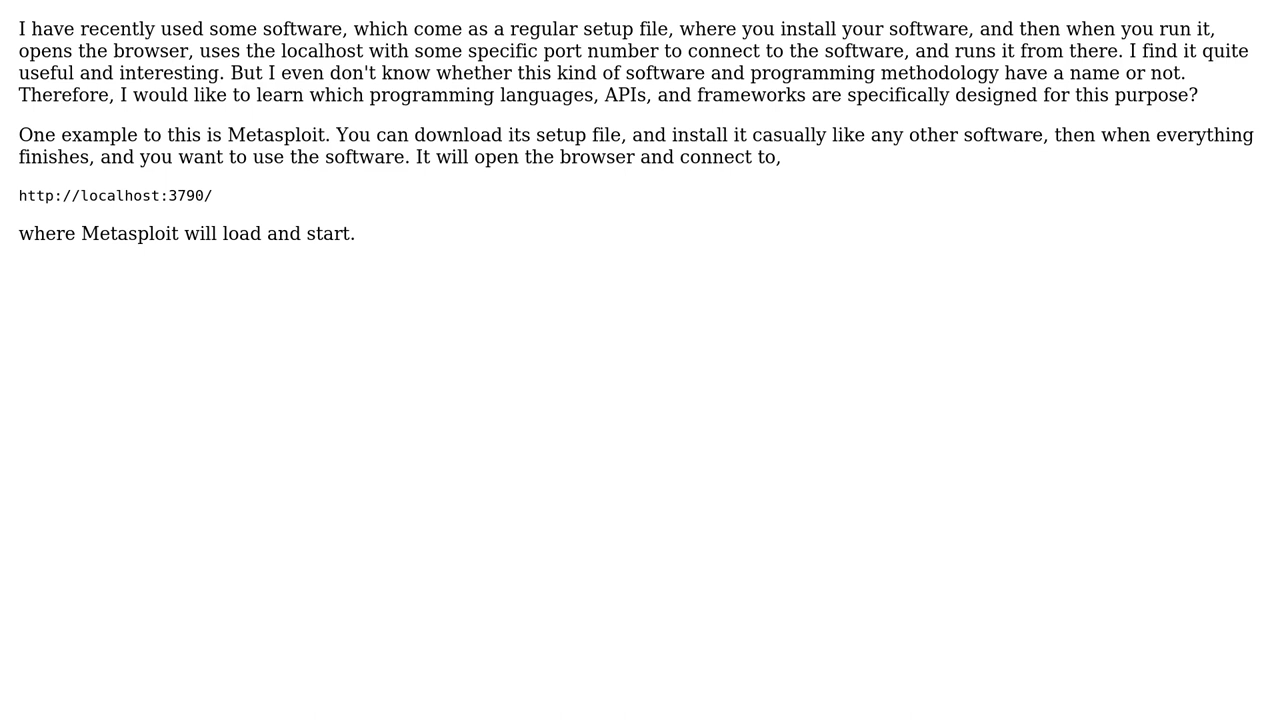 I have recently used some software, which come as a regular setup file, where you install your software, and then when you run it,
opens the browser, uses the localhost with some specific port number to connect to the software, and runs it from there. I find it quite
useful and interesting. But I even don't know whether this kind of software and programming methodology have a name or not.
Therefore, I would like to learn which programming languages, APIs, and frameworks are specifically designed for this purpose?
One example to this is Metasploit. You can download its setup file, and install it casually like any other software, then when everything
finishes, and you want to use the software. It will open the browser and connect to,
http://localhost:3790/
where Metasploit will load and start.